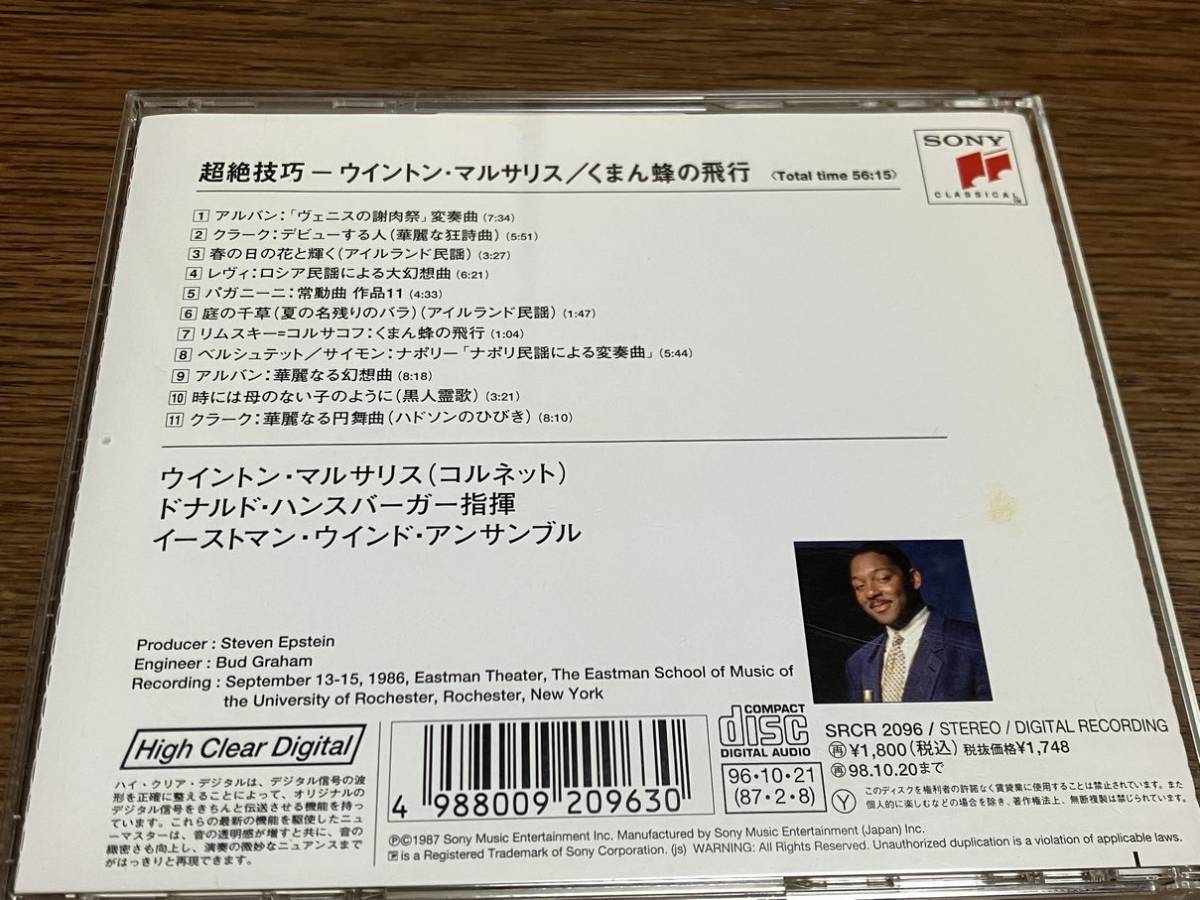 超絶技巧 － ウイントン・マルサリス／くまん蜂の飛行 〈Total time 56:15〉
SONY
CLASSICAL
1 アルバン：「ヴェニスの謝肉祭」変奏曲 (7:34)
2 クラーク：デビューする人（華麗な狂詩曲）(5:51)
3 春の日の花と輝く（アイルランド民謡）(3:27)
4 レヴィ：ロシア民謡による大幻想曲 (6:21)
5 パガニーニ：常動曲 作品11 (4:33)
6 庭の千草（夏の名残りのバラ）（アイルランド民謡）(1:47)
7 リムスキー=コルサコフ：くまん蜂の飛行 (1:04)
8 ベルシュテット／サイモン：ナポリー「ナポリ民謡による変奏曲」(5:44)
9 アルバン：華麗なる幻想曲 (8:18)
10 時には母のない子のように（黒人霊歌）(3:21)
11 クラーク：華麗なる円舞曲（ハドソンのひびき）(8:10)
ウイントン・マルサリス（コルネット）
ドナルド・ハンスバーガー指揮
イーストマン・ウインド・アンサンブル
Producer : Steven Epstein
Engineer : Bud Graham
Recording : September 13-15, 1986, Eastman Theater, The Eastman School of Music of
the University of Rochester, Rochester, New York
High Clear Digital
ハイ・クリア・デジタルは、デジタル信号の波
形を正確に整えることによって、オリジナルの
デジタル信号をきちんと伝送させる機能を持っ
ています。これらの最新の機能を駆使したニュ
ーマスターは、音の透明感が増すと共に、音の
緻密さも向上し、演奏の微妙なニュアンスまで
がはっきりと再現できます。
4 988009 209630
COMPACT
disc
DIGITAL AUDIO
96・10・21
(87・2・8)
Y
SRCR 2096 / STEREO / DIGITAL RECORDING
再 ¥1,800（税込） 税抜価格¥1,748
再 98.10.20まで
このディスクを権利者の許諾なく賃貸業に使用することは禁止されています。また
個人的に楽しむなどの場合を除き、著作権法上、無断複製は禁じられています。
Ⓟ©1987 Sony Music Entertainment Inc. Manufactured by Sony Music Entertainment (Japan) Inc.
is a Registered Trademark of Sony Corporation. (js) WARNING: All Rights Reserved. Unauthorized duplication is a violation of applicable laws.